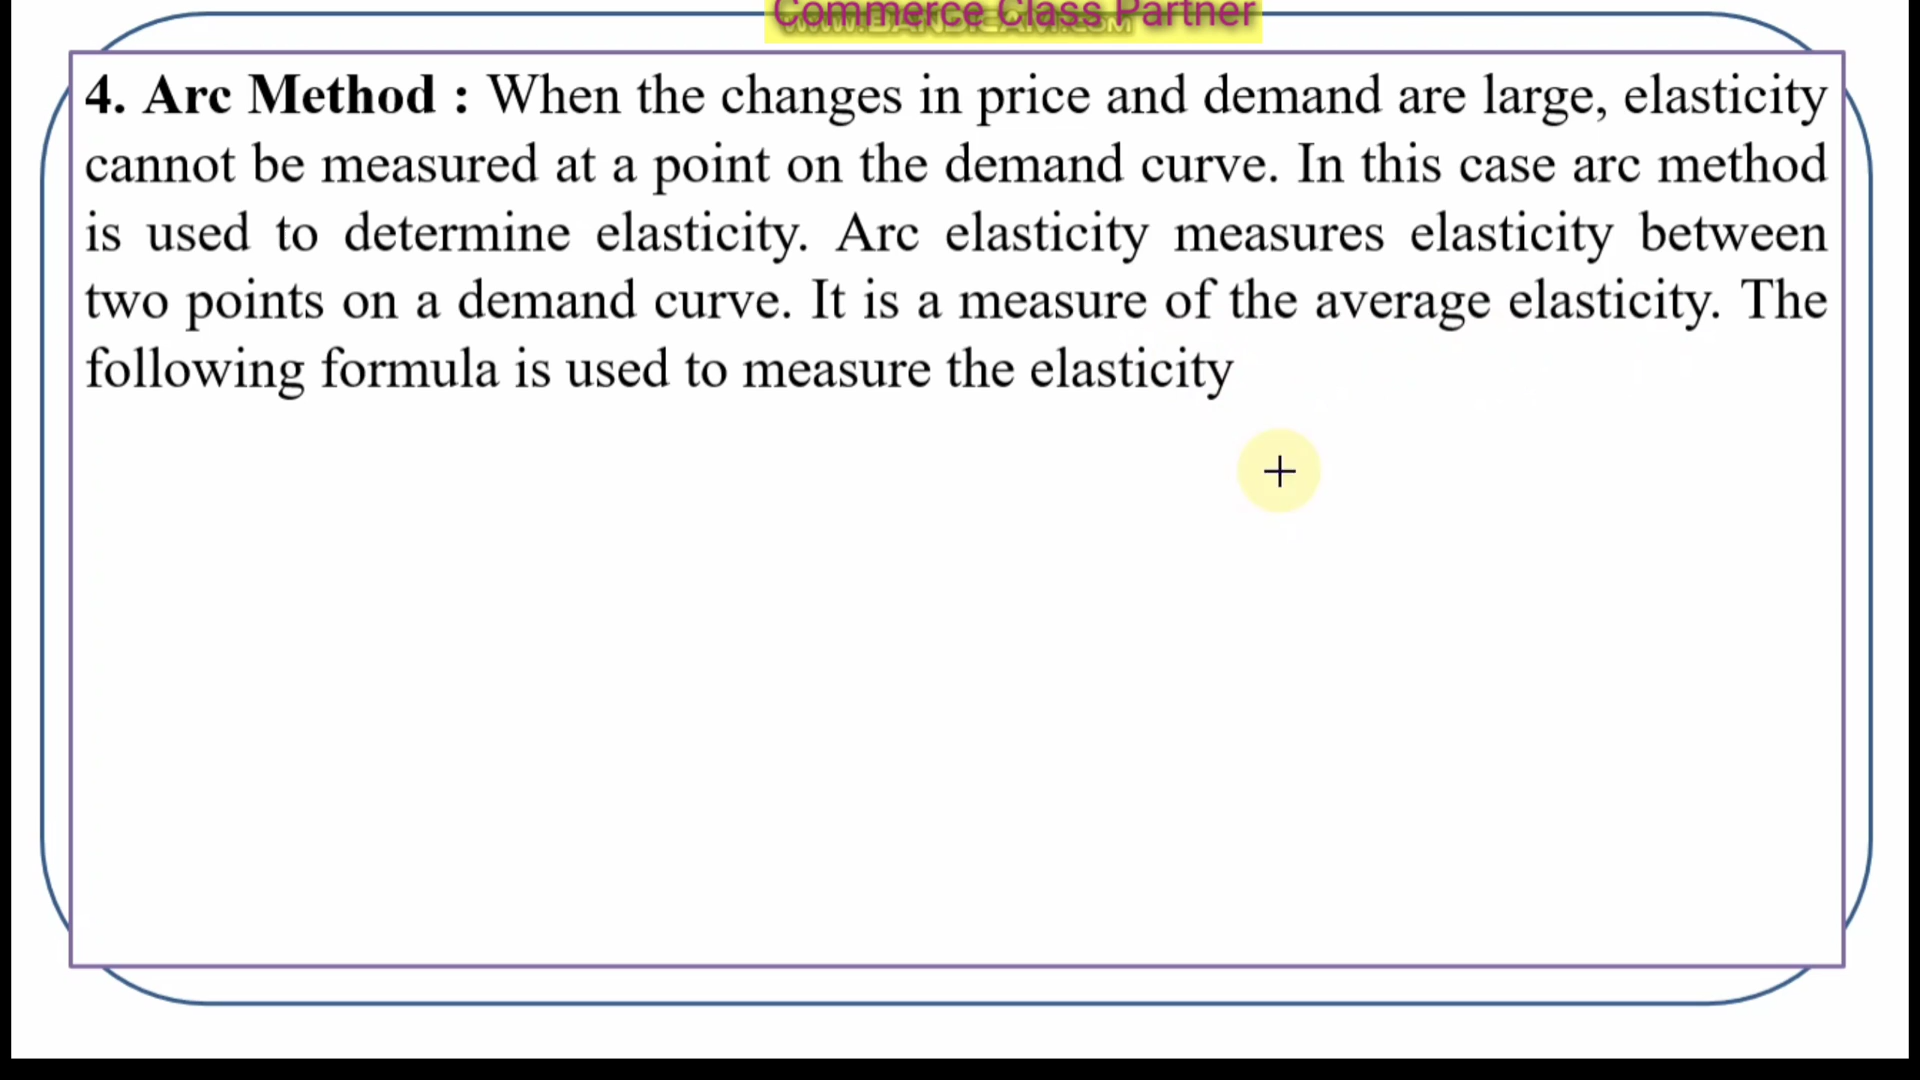 Commerce Class Partner
www.BANDICAM.com
4. Arc Method : When the changes in price and demand are large, elasticity
cannot be measured at a point on the demand curve. In this case arc method
is used to determine elasticity. Arc elasticity measures elasticity between
two points on a demand curve. It is a measure of the average elasticity. The
following formula is used to measure the elasticity